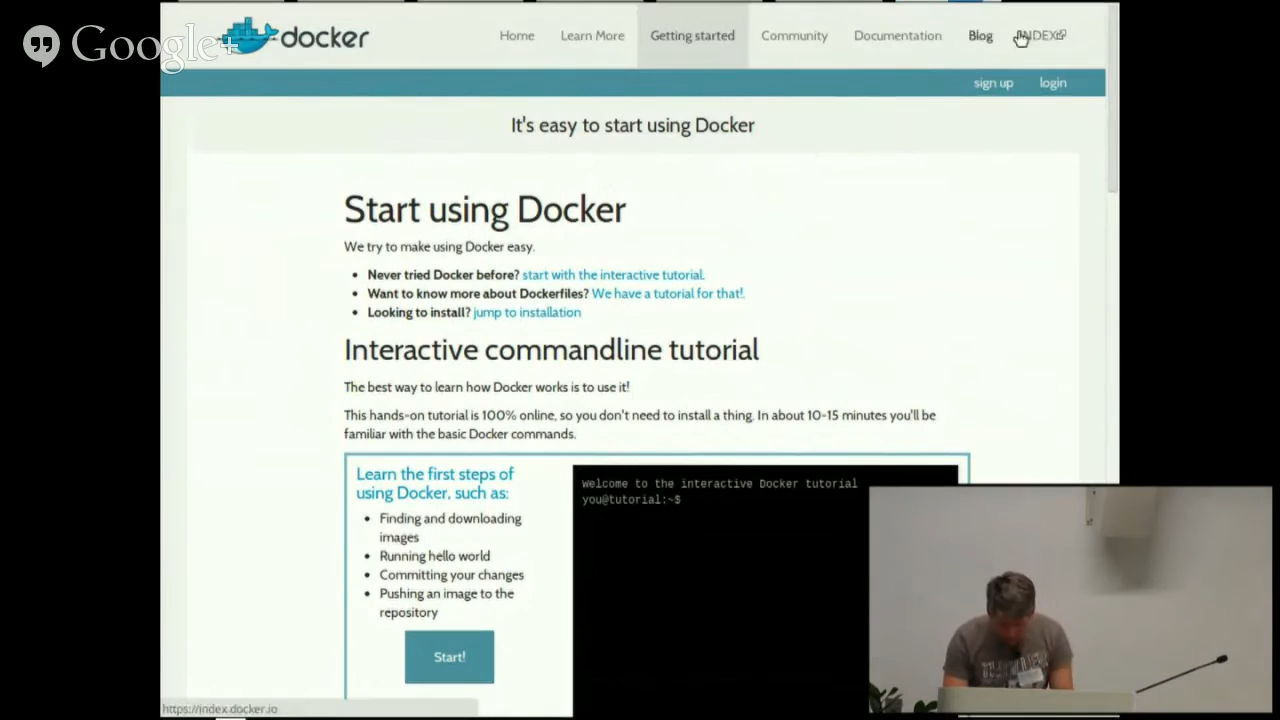 Google+
docker
Home
Learn More
Getting started
Community
Documentation
Blog
INDEX
sign up
login
It's easy to start using Docker
Start using Docker
We try to make using Docker easy.
Never tried Docker before? start with the interactive tutorial.
Want to know more about Dockerfiles? We have a tutorial for that!.
Looking to install? jump to installation
Interactive commandline tutorial
The best way to learn how Docker works is to use it!
This hands-on tutorial is 100% online, so you don't need to install a thing. In about 10-15 minutes you'll be
familiar with the basic Docker commands.
Learn the first steps of
using Docker, such as:
Finding and downloading
images
Running hello world
Committing your changes
Pushing an image to the
repository
Start!
Welcome to the interactive Docker tutorial
you@tutorial:~$
https://index.docker.io